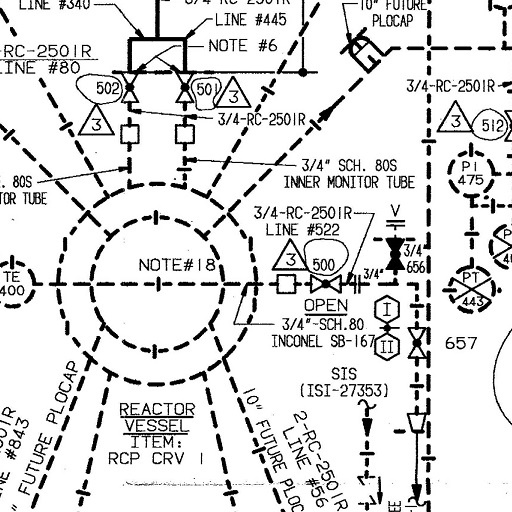 LINE #340
3/4-RC-2501R
LINE #445
NOTE #6
10" FUTURE
PLOCAP
-RC-2501R
LINE #80
502
501
3
3
3/4-RC-2501R
3/4-RC-2501R
3
512
PI
475
3/4" SCH. 80S
INNER MONITOR TUBE
. 80S
TOR TUBE
3/4-RC-2501R
LINE #522
V
3/4
656
3
500
3/4"
NOTE#18
TE
400
PT
443
OPEN
3/4"-SCH.80
INCONEL SB-167
I
II
657
SIS
(ISI-27353)
REACTOR
VESSEL
ITEM:
RCP CRV 1
10" FUTURE PLOC
2-RC-2501R
LINE #56
" FUTURE PLOCAP
501R
NE #843